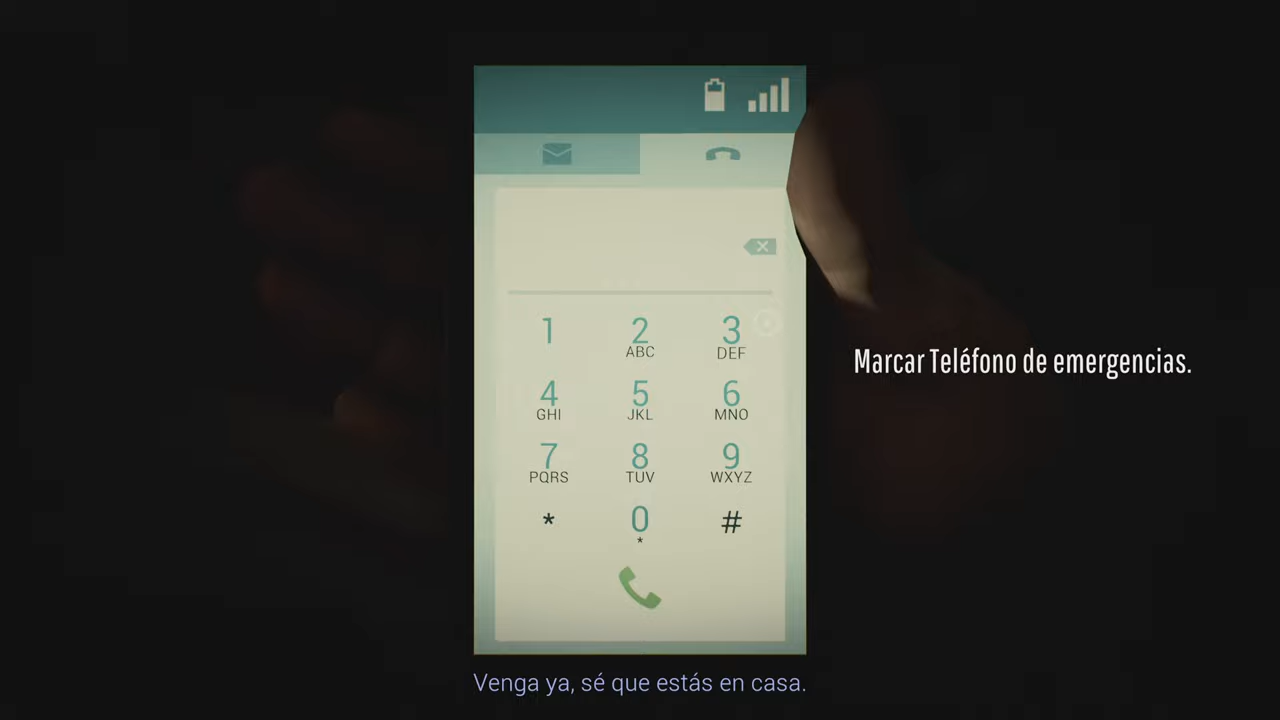 1 2 3
ABC DEF
4 5 6
GHI JKL MNO
7 8 9
PQRS TUV WXYZ
* 0 #
*
Marcar Teléfono de emergencias.
Venga ya, sé que estás en casa.